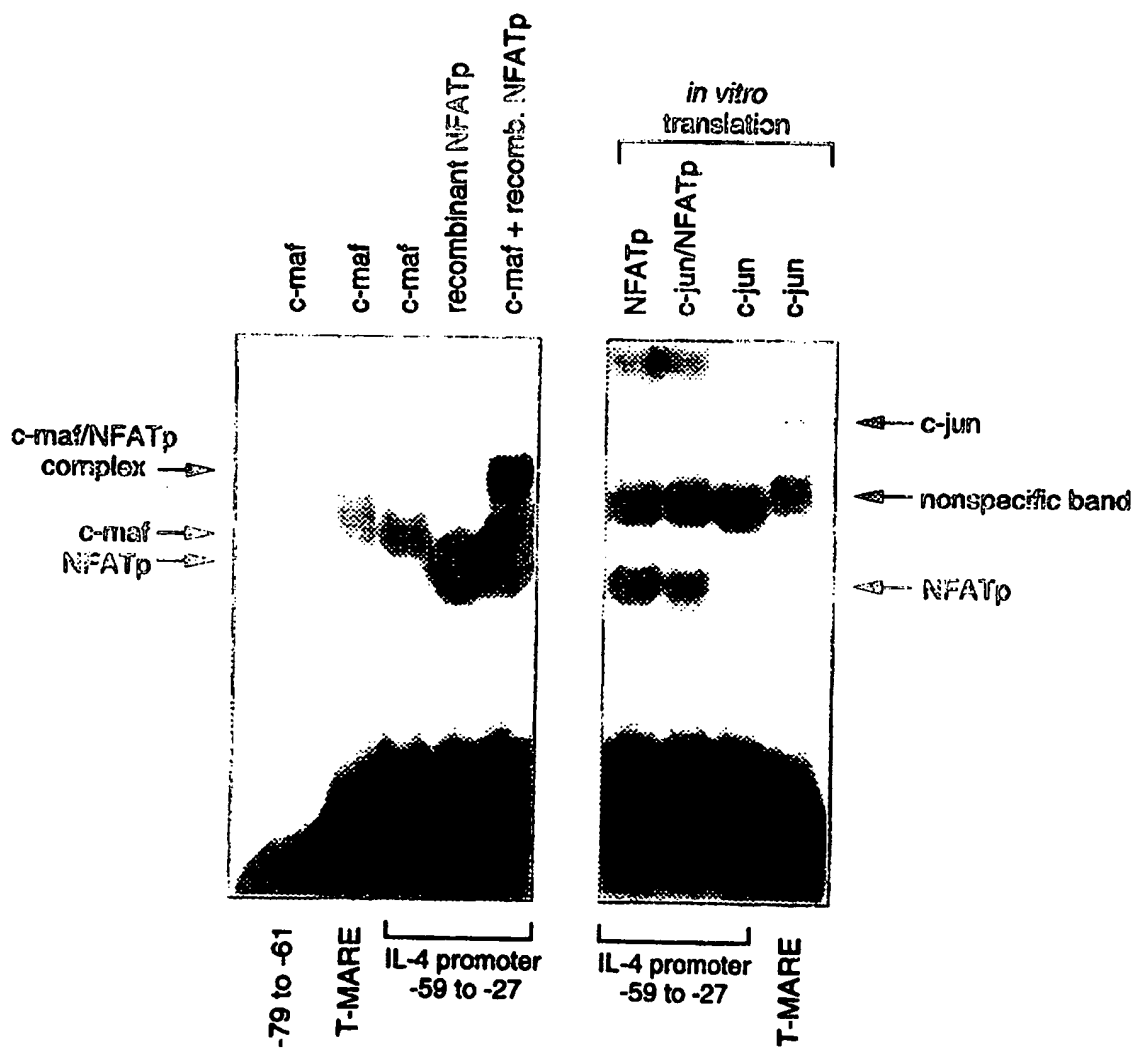 in vitro
translation
c-maf
c-maf
c-maf
recombinant NFATp
c-maf + recomb. NFATp
NFATp
c-jun/NFATp
c-jun
c-jun
c-maf/NFATp
complex
c-maf
NFATp
c-jun
nonspecific band
NFATp
-79 to -61
T-MARE
IL-4 promoter
-59 to -27
IL-4 promoter
-59 to -27
T-MARE